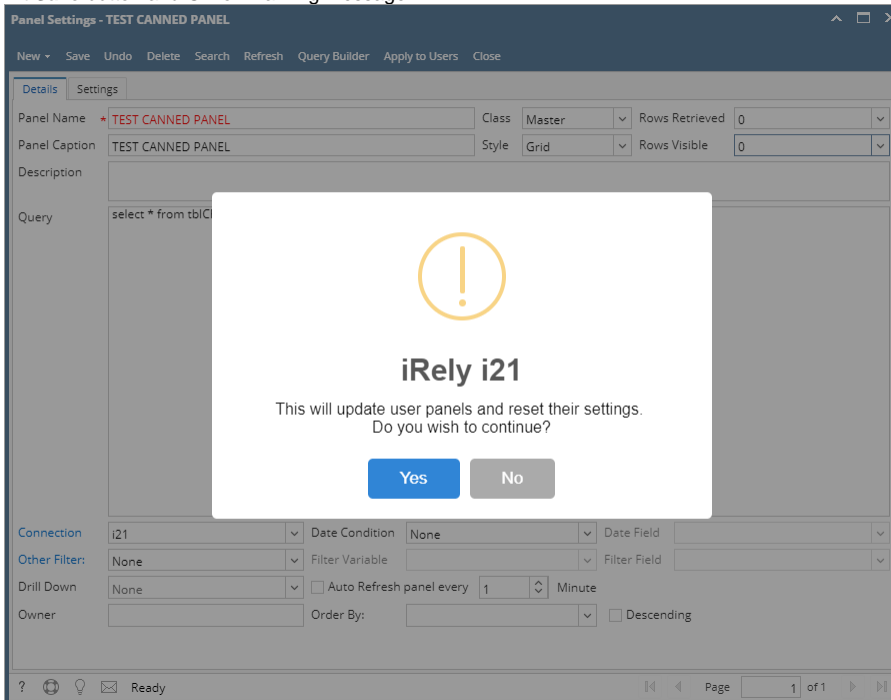 Panel Settings - TEST CANNED PANEL
New Save Undo Delete Search Refresh Query Builder Apply to Users Close
Details Settings
Panel Name * TEST CANNED PANEL Class Master Rows Retrieved 0
Panel Caption TEST CANNED PANEL Style Grid Rows Visible 0
Description
Query select * from
iRely i21
This will update user panels and reset their settings.
Do you wish to continue?
Yes No
Connection i21 Date Condition None Date Field
Other Filter: None Filter Variable Filter Field
Drill Down None Auto Refresh panel every 1 Minute
Owner Order By: Descending
? Ready Page 1 of 1